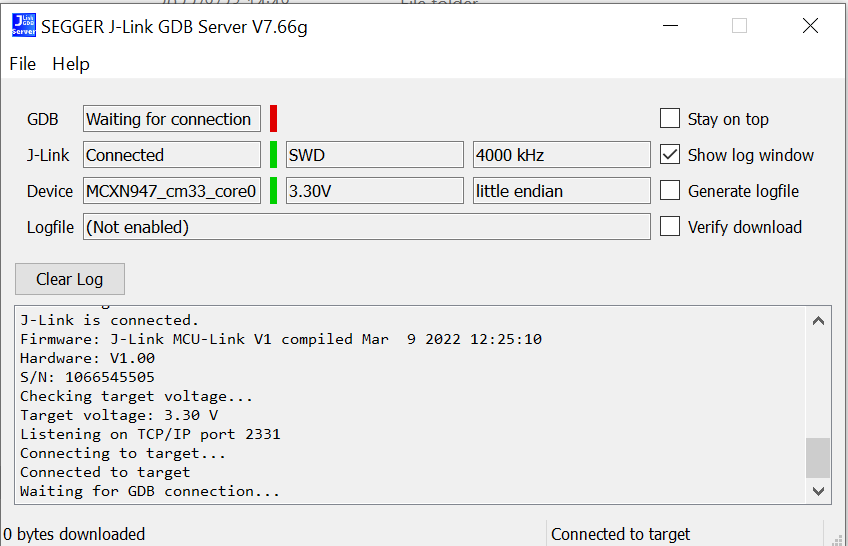 SEGGER J-Link GDB Server V7.66g
File Help
GDB Waiting for connection Stay on top
J-Link Connected SWD 4000 kHz Show log window
Device MCXN947_cm33_core0 3.30V little endian Generate logfile
Logfile (Not enabled) Verify download
Clear Log
J-Link is connected.
Firmware: J-Link MCU-Link V1 compiled Mar  9 2022 12:25:10
Hardware: V1.00
S/N: 1066545505
Checking target voltage...
Target voltage: 3.30 V
Listening on TCP/IP port 2331
Connecting to target...
Connected to target
Waiting for GDB connection...
0 bytes downloaded Connected to target